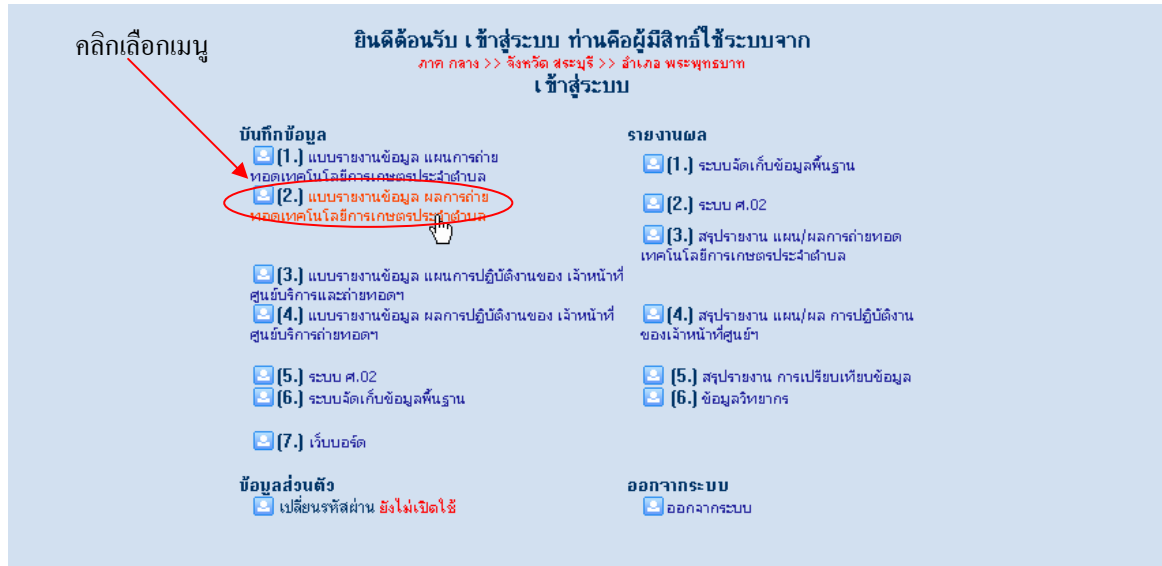 คลิกเลือกเมนู
ยินดีต้อนรับ เข้าสู่ระบบ ท่านคือผู้มีสิทธิ์ใช้ระบบจาก
ภาค กลาง >> จังหวัด สระบุรี >> อำเภอ พระพุทธบาท
เข้าสู่ระบบ
บันทึกข้อมูล
(1.) แบบรายงานข้อมูล แผนการถ่าย
ทอดเทคโนโลยีการเกษตรประจำตำบล
(2.) แบบรายงานข้อมูล ผลการถ่าย
ทอดเทคโนโลยีการเกษตรประจำตำบล
(3.) แบบรายงานข้อมูล แผนการปฏิบัติงานของ เจ้าหน้าที่
ศูนย์บริการและถ่ายทอดฯ
(4.) แบบรายงานข้อมูล ผลการปฏิบัติงานของ เจ้าหน้าที่
ศูนย์บริการถ่ายทอดฯ
(5.) ระบบ ศ.02
(6.) ระบบจัดเก็บข้อมูลพื้นฐาน
(7.) เว็บบอร์ด
รายงานผล
(1.) ระบบจัดเก็บข้อมูลพื้นฐาน
(2.) ระบบ ศ.02
(3.) สรุปรายงาน แผน/ผลการถ่ายทอด
เทคโนโลยีการเกษตรประจำตำบล
(4.) สรุปรายงาน แผน/ผล การปฏิบัติงาน
ของเจ้าหน้าที่ศูนย์ฯ
(5.) สรุปรายงาน การเปรียบเทียบข้อมูล
(6.) ข้อมูลวิทยากร
ข้อมูลส่วนตัว
เปลี่ยนรหัสผ่าน ยังไม่เปิดใช้
ออกจากระบบ
ออกจากระบบ